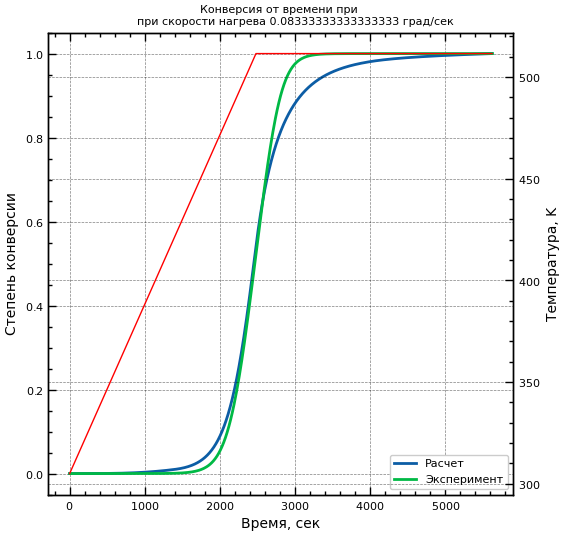 Конверсия от времени при
при скорости нагрева 0.08333333333333333 град/сек
1.0
0.8
0.6
0.4
0.2
0.0
Степень конверсии
500
450
400
350
300
Температура, K
Расчет
Эксперимент
0 1000 2000 3000 4000 5000
Время, сек